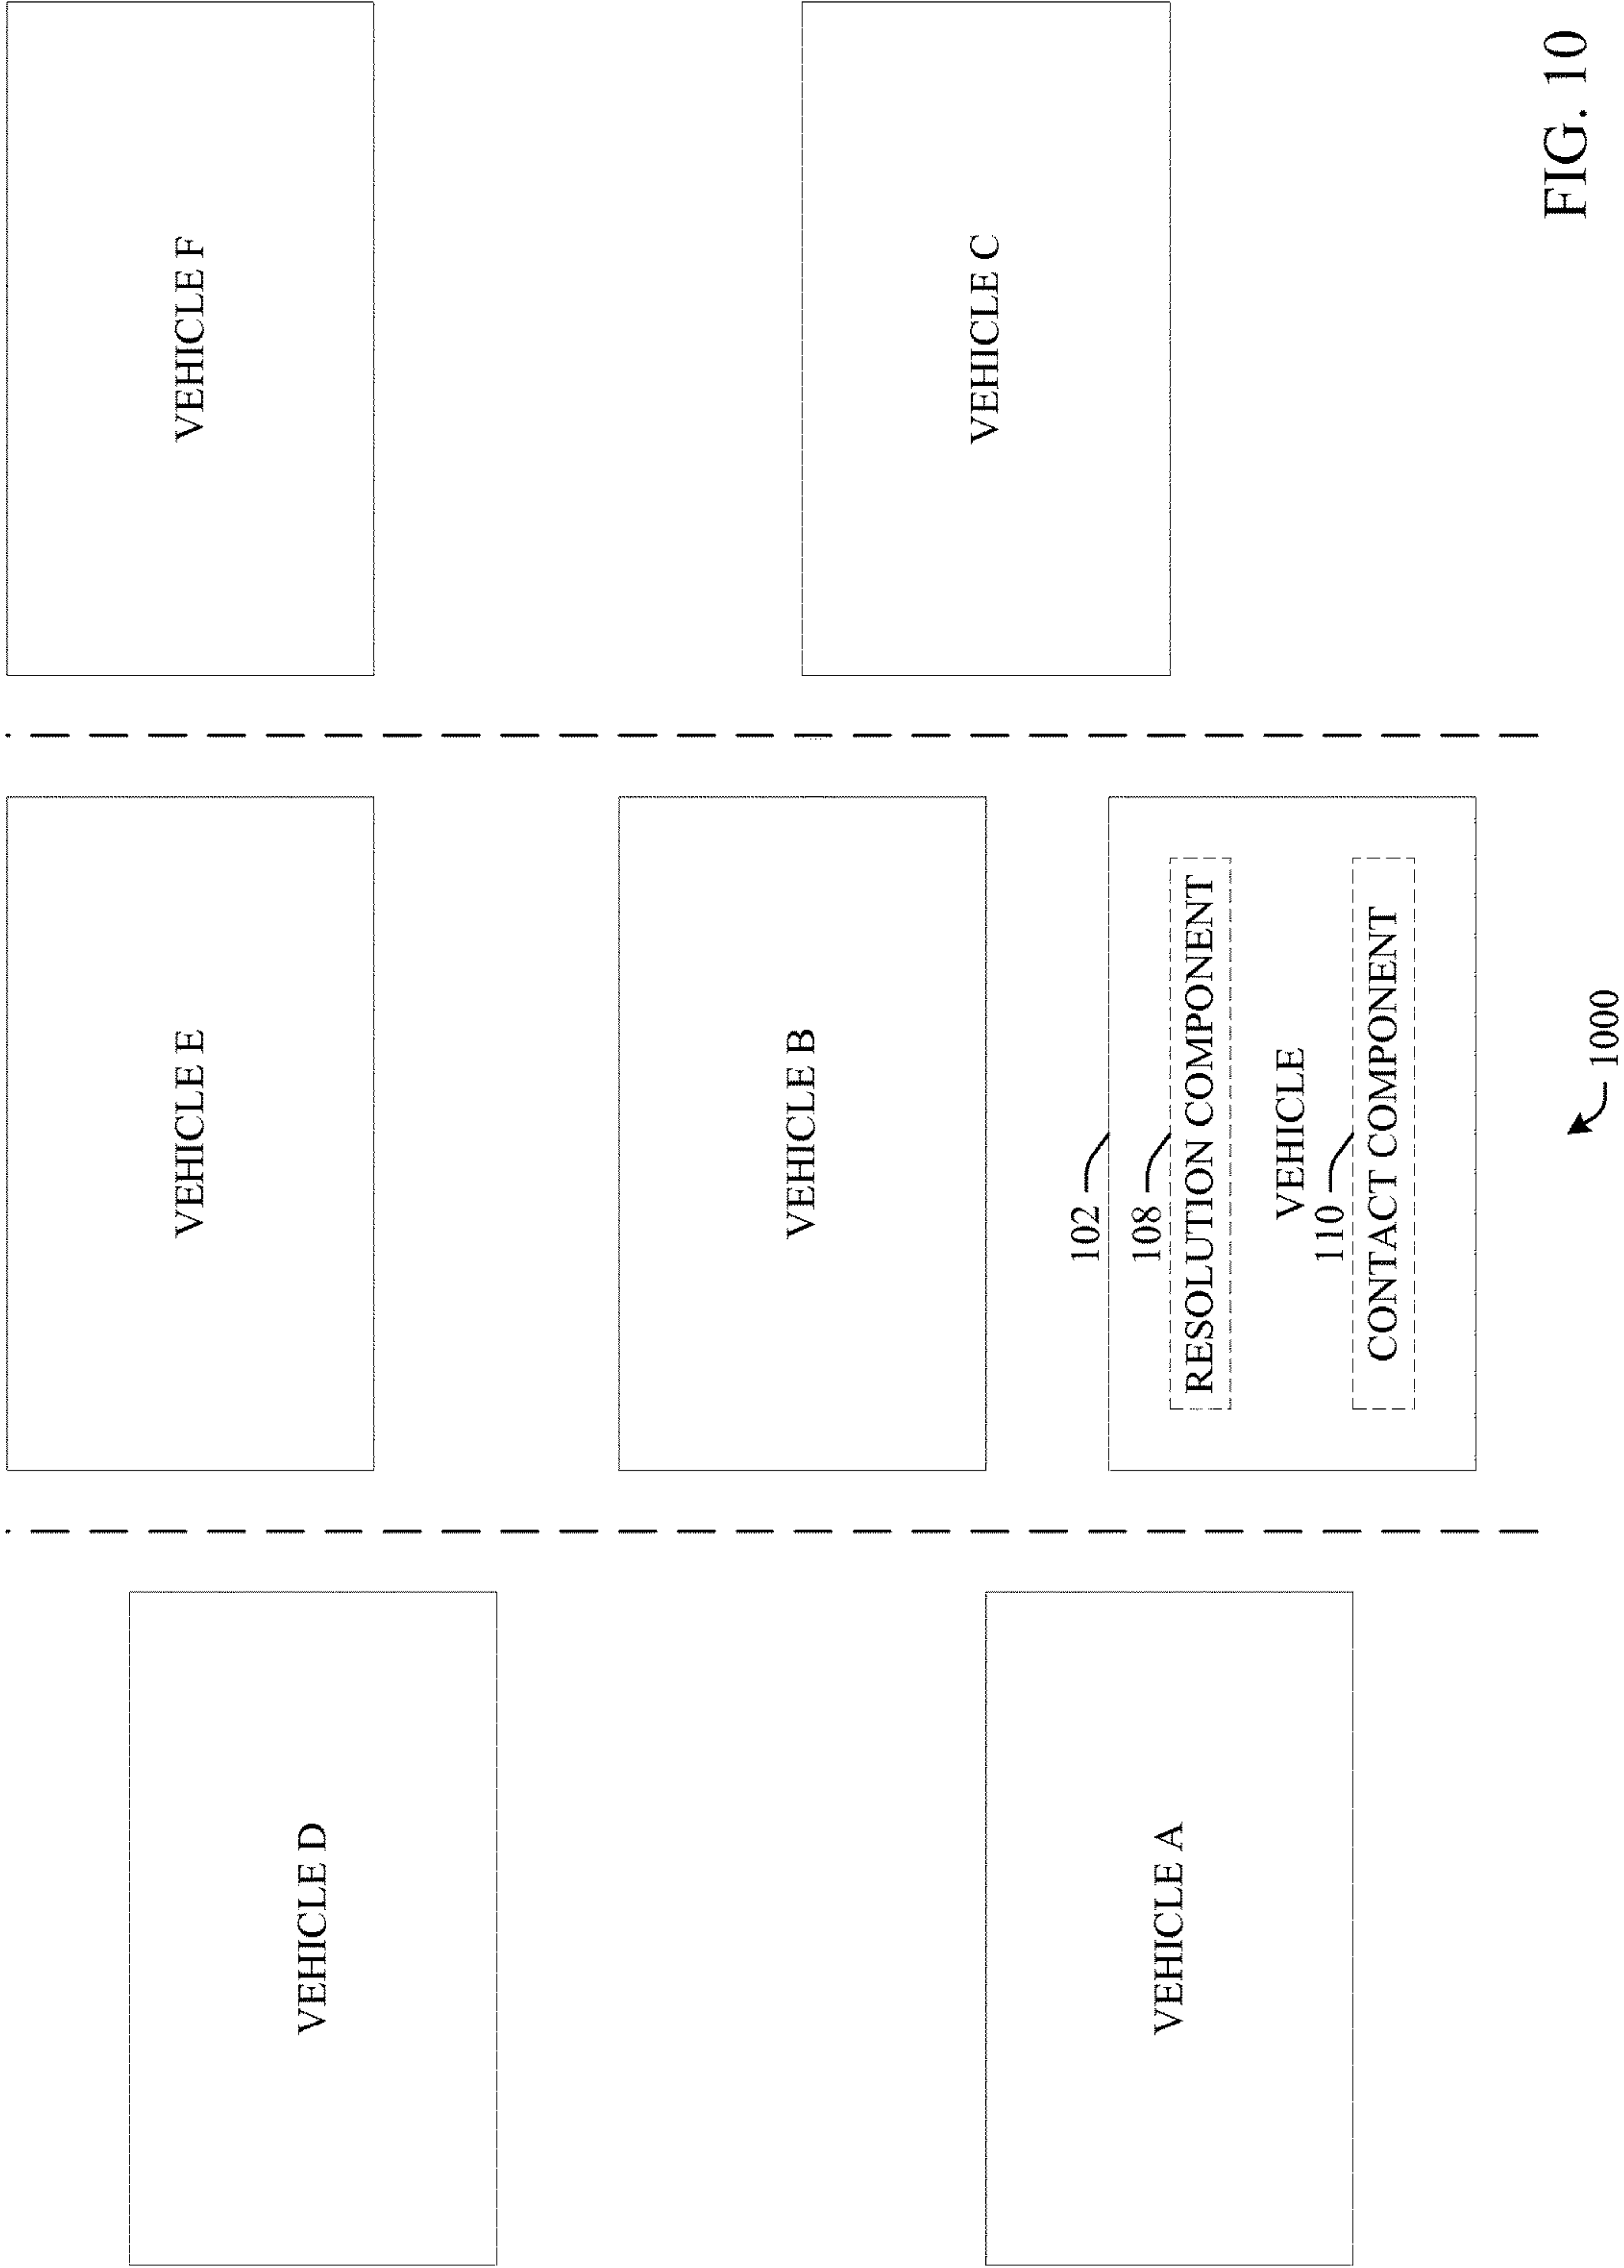 VEHICLE D
VEHICLE E
VEHICLE F
VEHICLE A
VEHICLE B
VEHICLE C
102
108
RESOLUTION COMPONENT
VEHICLE
110
CONTACT COMPONENT
1000
FIG. 10